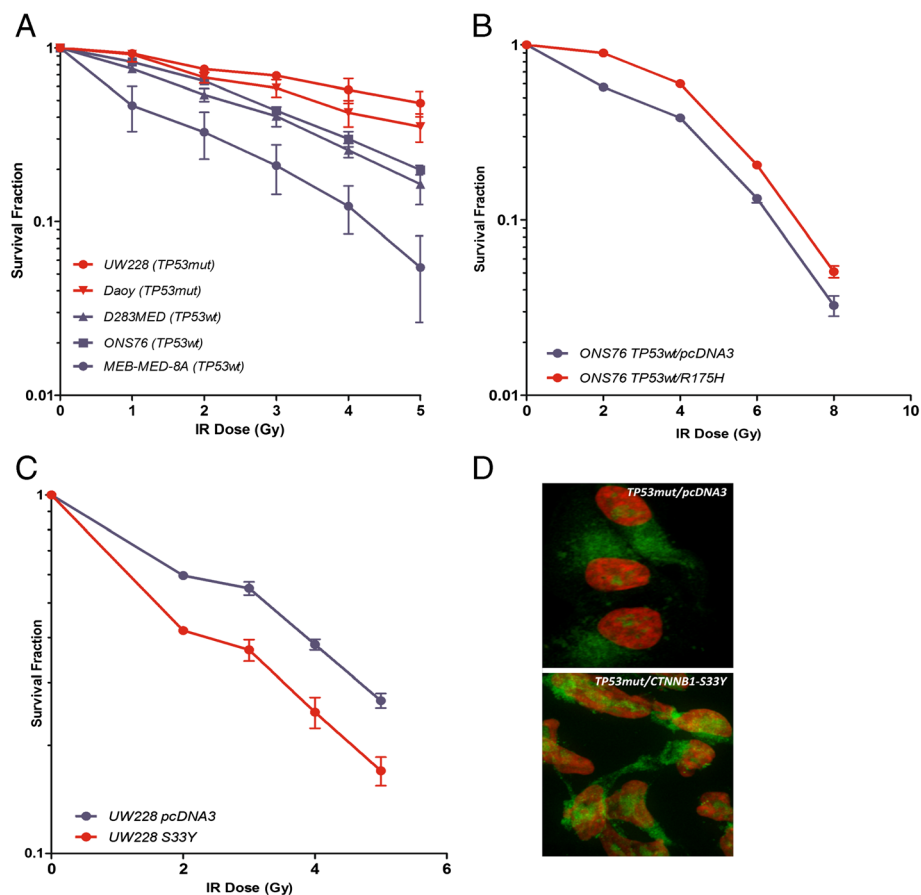 A
1
0.1
0.01
Survival Fraction
UW228 (TP53mut)
Daoy (TP53mut)
D283MED (TP53wt)
ONS76 (TP53wt)
MEB-MED-8A (TP53wt)
0 1 2 3 4 5
IR Dose (Gy)
B
1
0.1
0.01
Survival Fraction
ONS76 TP53wt/pcDNA3
ONS76 TP53wt/R175H
0 2 4 6 8 10
IR Dose (Gy)
C
1
0.1
Survival Fraction
UW228 pcDNA3
UW228 S33Y
0 2 4 6
IR Dose (Gy)
D
TP53mut/pcDNA3
TP53mut/CTNNB1-S33Y